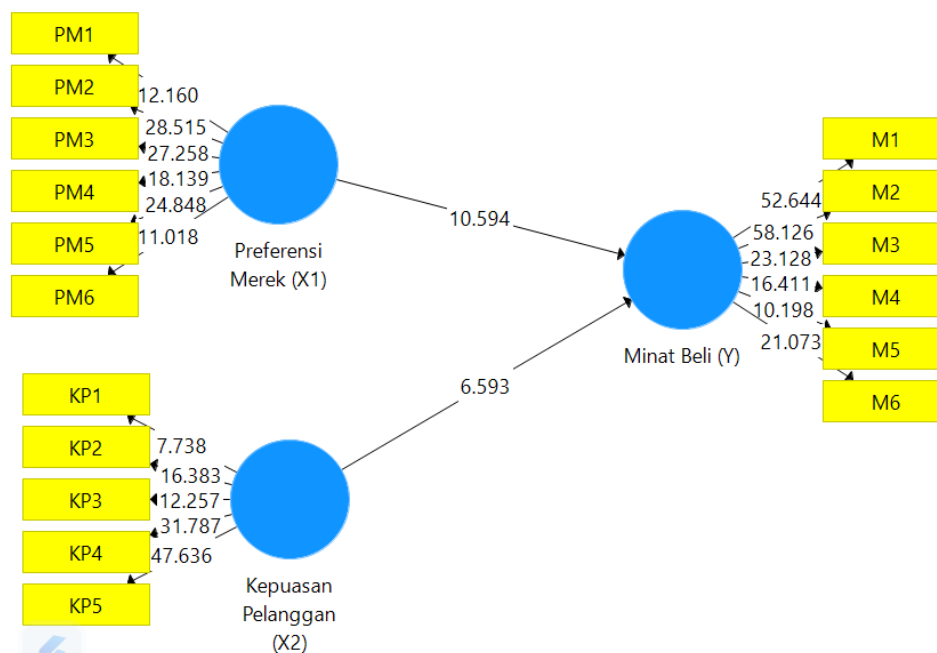 PM1
PM2
PM3
PM4
PM5
PM6
12.160
28.515
27.258
18.139
24.848
11.018
Preferensi
Merek (X1)
10.594
KP1
KP2
KP3
KP4
KP5
7.738
16.383
12.257
31.787
47.636
Kepuasan
Pelanggan
(X2)
6.593
Minat Beli (Y)
52.644
58.126
23.128
16.411
10.198
21.073
M1
M2
M3
M4
M5
M6